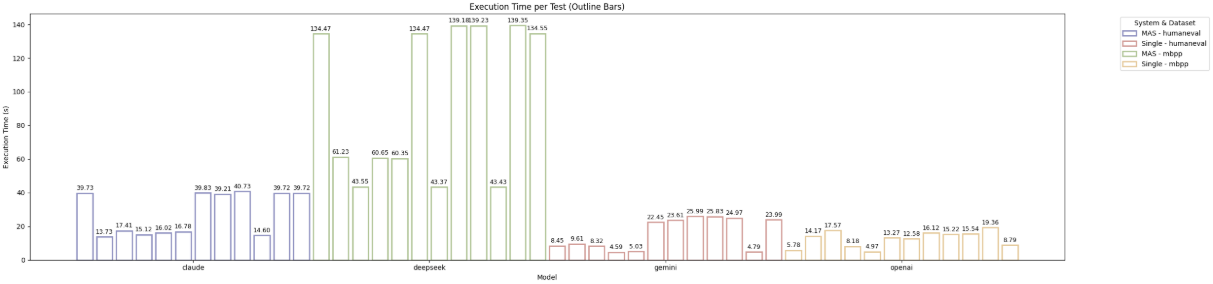 Execution Time per Test (Outline Bars)
System & Dataset
MAS - humaneval
Single - humaneval
MAS - mbpp
Single - mbpp
Execution Time (s)
140
120
100
80
60
40
20
0
39.73 13.73 17.41 15.12 16.02 16.78 39.83 39.21 40.73 14.60 39.72 39.72
134.47 61.23 43.55 60.65 60.35 134.47 43.37 139.18 139.23 43.43 139.35 134.55
8.45 9.61 8.32 4.59 5.03 22.45 23.61 25.99 25.83 24.97 4.79 23.99
5.78 14.17 17.57 8.18 4.97 13.27 12.58 16.12 15.22 15.54 19.36 8.79
claude deepseek gemini openai
Model